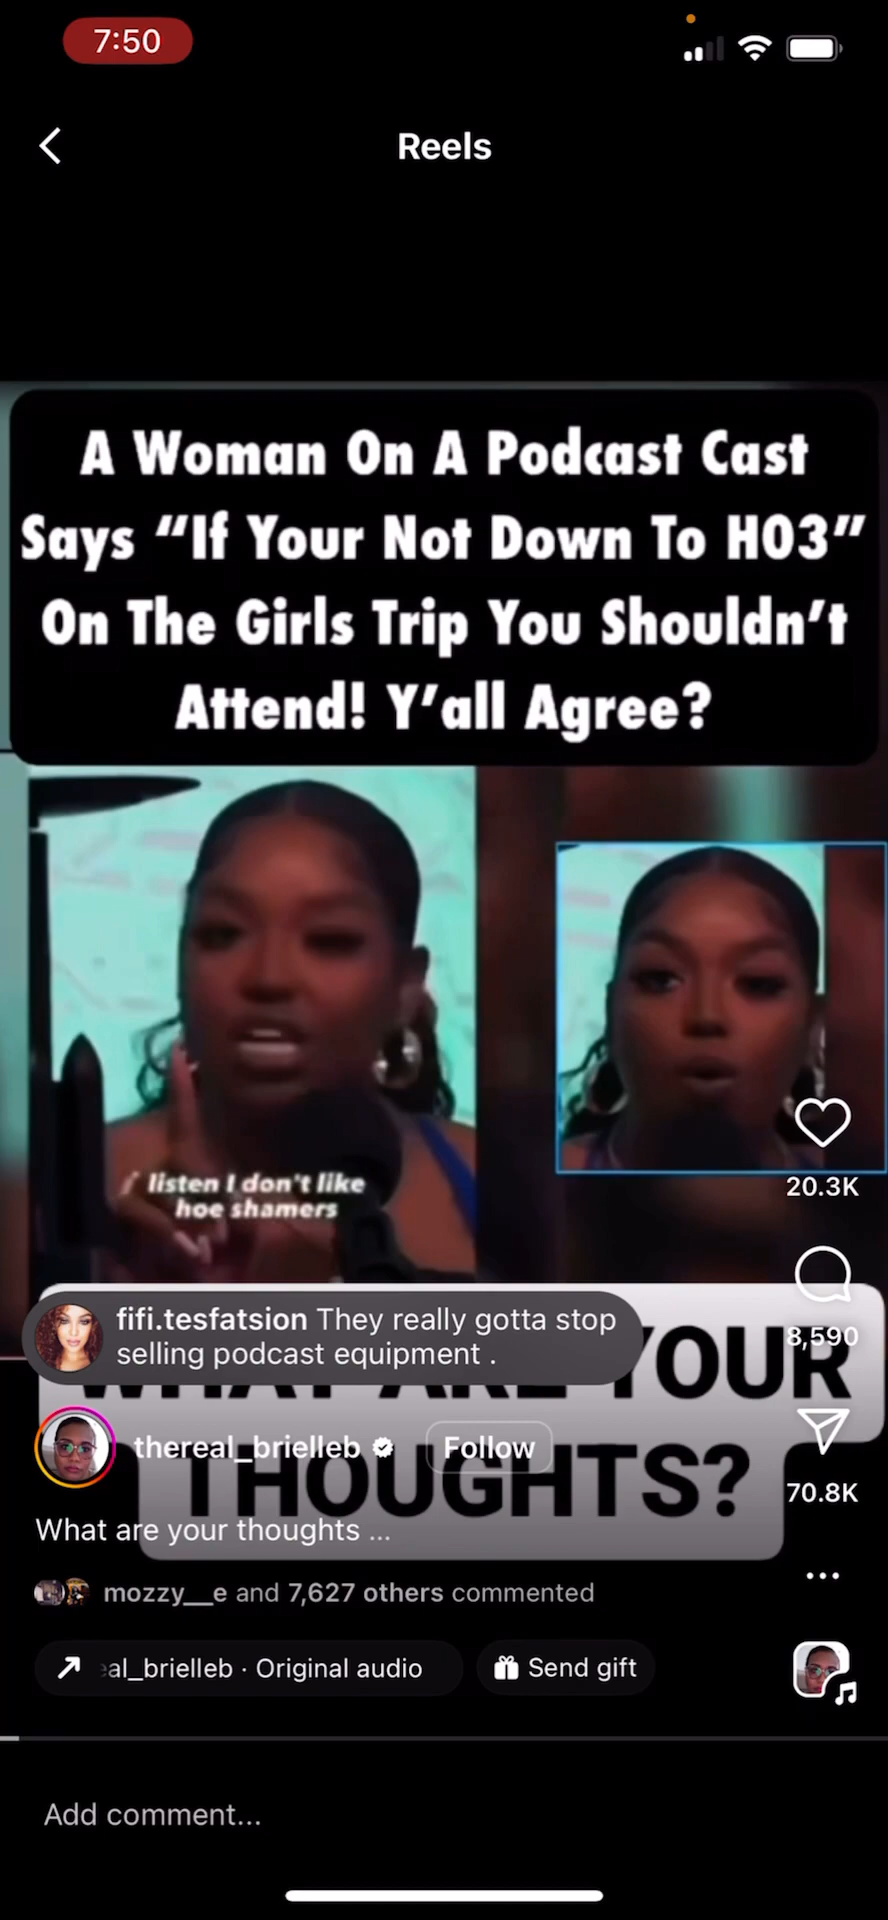 7:50
Reels
A Woman On A Podcast Cast
Says “If Your Not Down To H03”
On The Girls Trip You Shouldn’t
Attend! Y’all Agree?
listen I don't like
hoe shamers
20.3K
fifi.tesfatsion They really gotta stop
selling podcast equipment .
8,590
WHAT ARE YOUR
thereal_brielleb Follow
THOUGHTS?
70.8K
What are your thoughts ...
mozzy__e and 7,627 others commented
al_brielleb · Original audio
Send gift
Add comment...